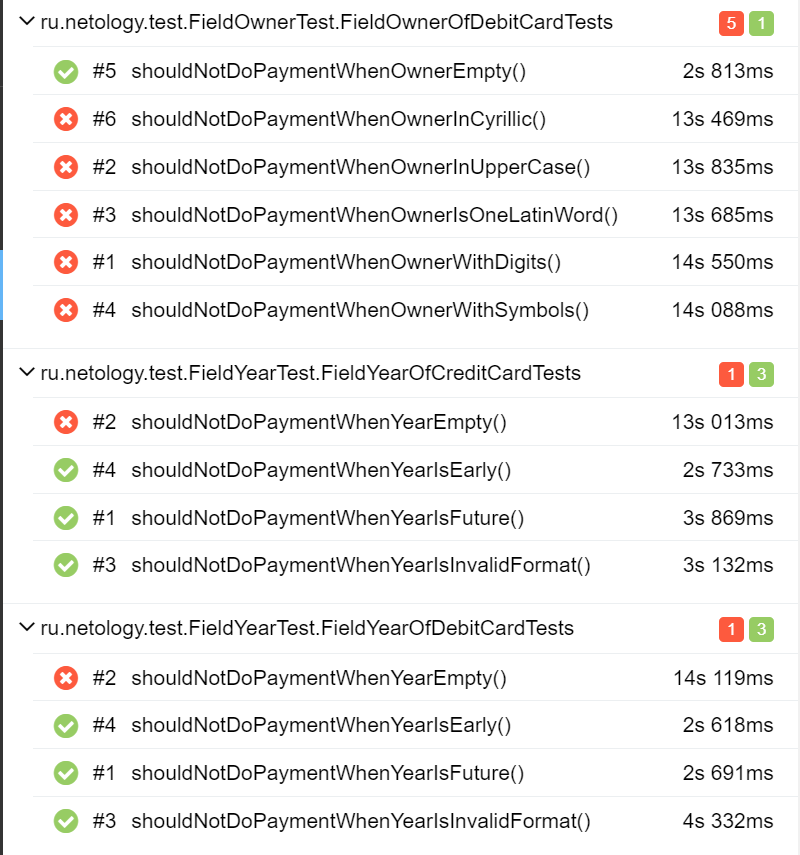 ru.netology.test.FieldOwnerTest.FieldOwnerOfDebitCardTests 5 1
#5 shouldNotDoPaymentWhenOwnerEmpty() 2s 813ms
#6 shouldNotDoPaymentWhenOwnerInCyrillic() 13s 469ms
#2 shouldNotDoPaymentWhenOwnerInUpperCase() 13s 835ms
#3 shouldNotDoPaymentWhenOwnerIsOneLatinWord() 13s 685ms
#1 shouldNotDoPaymentWhenOwnerWithDigits() 14s 550ms
#4 shouldNotDoPaymentWhenOwnerWithSymbols() 14s 088ms
ru.netology.test.FieldYearTest.FieldYearOfCreditCardTests 1 3
#2 shouldNotDoPaymentWhenYearEmpty() 13s 013ms
#4 shouldNotDoPaymentWhenYearIsEarly() 2s 733ms
#1 shouldNotDoPaymentWhenYearIsFuture() 3s 869ms
#3 shouldNotDoPaymentWhenYearIsInvalidFormat() 3s 132ms
ru.netology.test.FieldYearTest.FieldYearOfDebitCardTests 1 3
#2 shouldNotDoPaymentWhenYearEmpty() 14s 119ms
#4 shouldNotDoPaymentWhenYearIsEarly() 2s 618ms
#1 shouldNotDoPaymentWhenYearIsFuture() 2s 691ms
#3 shouldNotDoPaymentWhenYearIsInvalidFormat() 4s 332ms